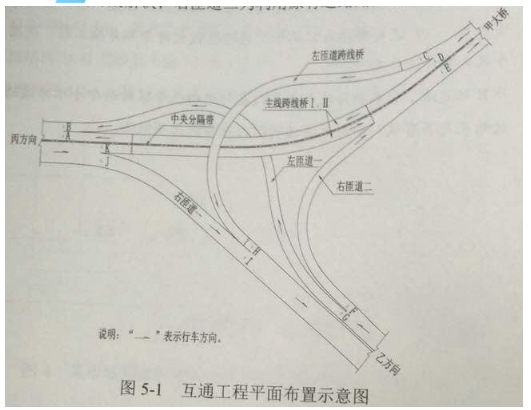 左匝道跨线桥
甲大桥
C
D
E
主线跨线桥Ⅰ、Ⅱ
中央分隔带
丙方向
B
A
K
J
左匝道一
右匝道二
右匝道一
H
I
F
G
乙方向
说明：“—”表示行车方向。
图 5-1 互通工程平面布置示意图